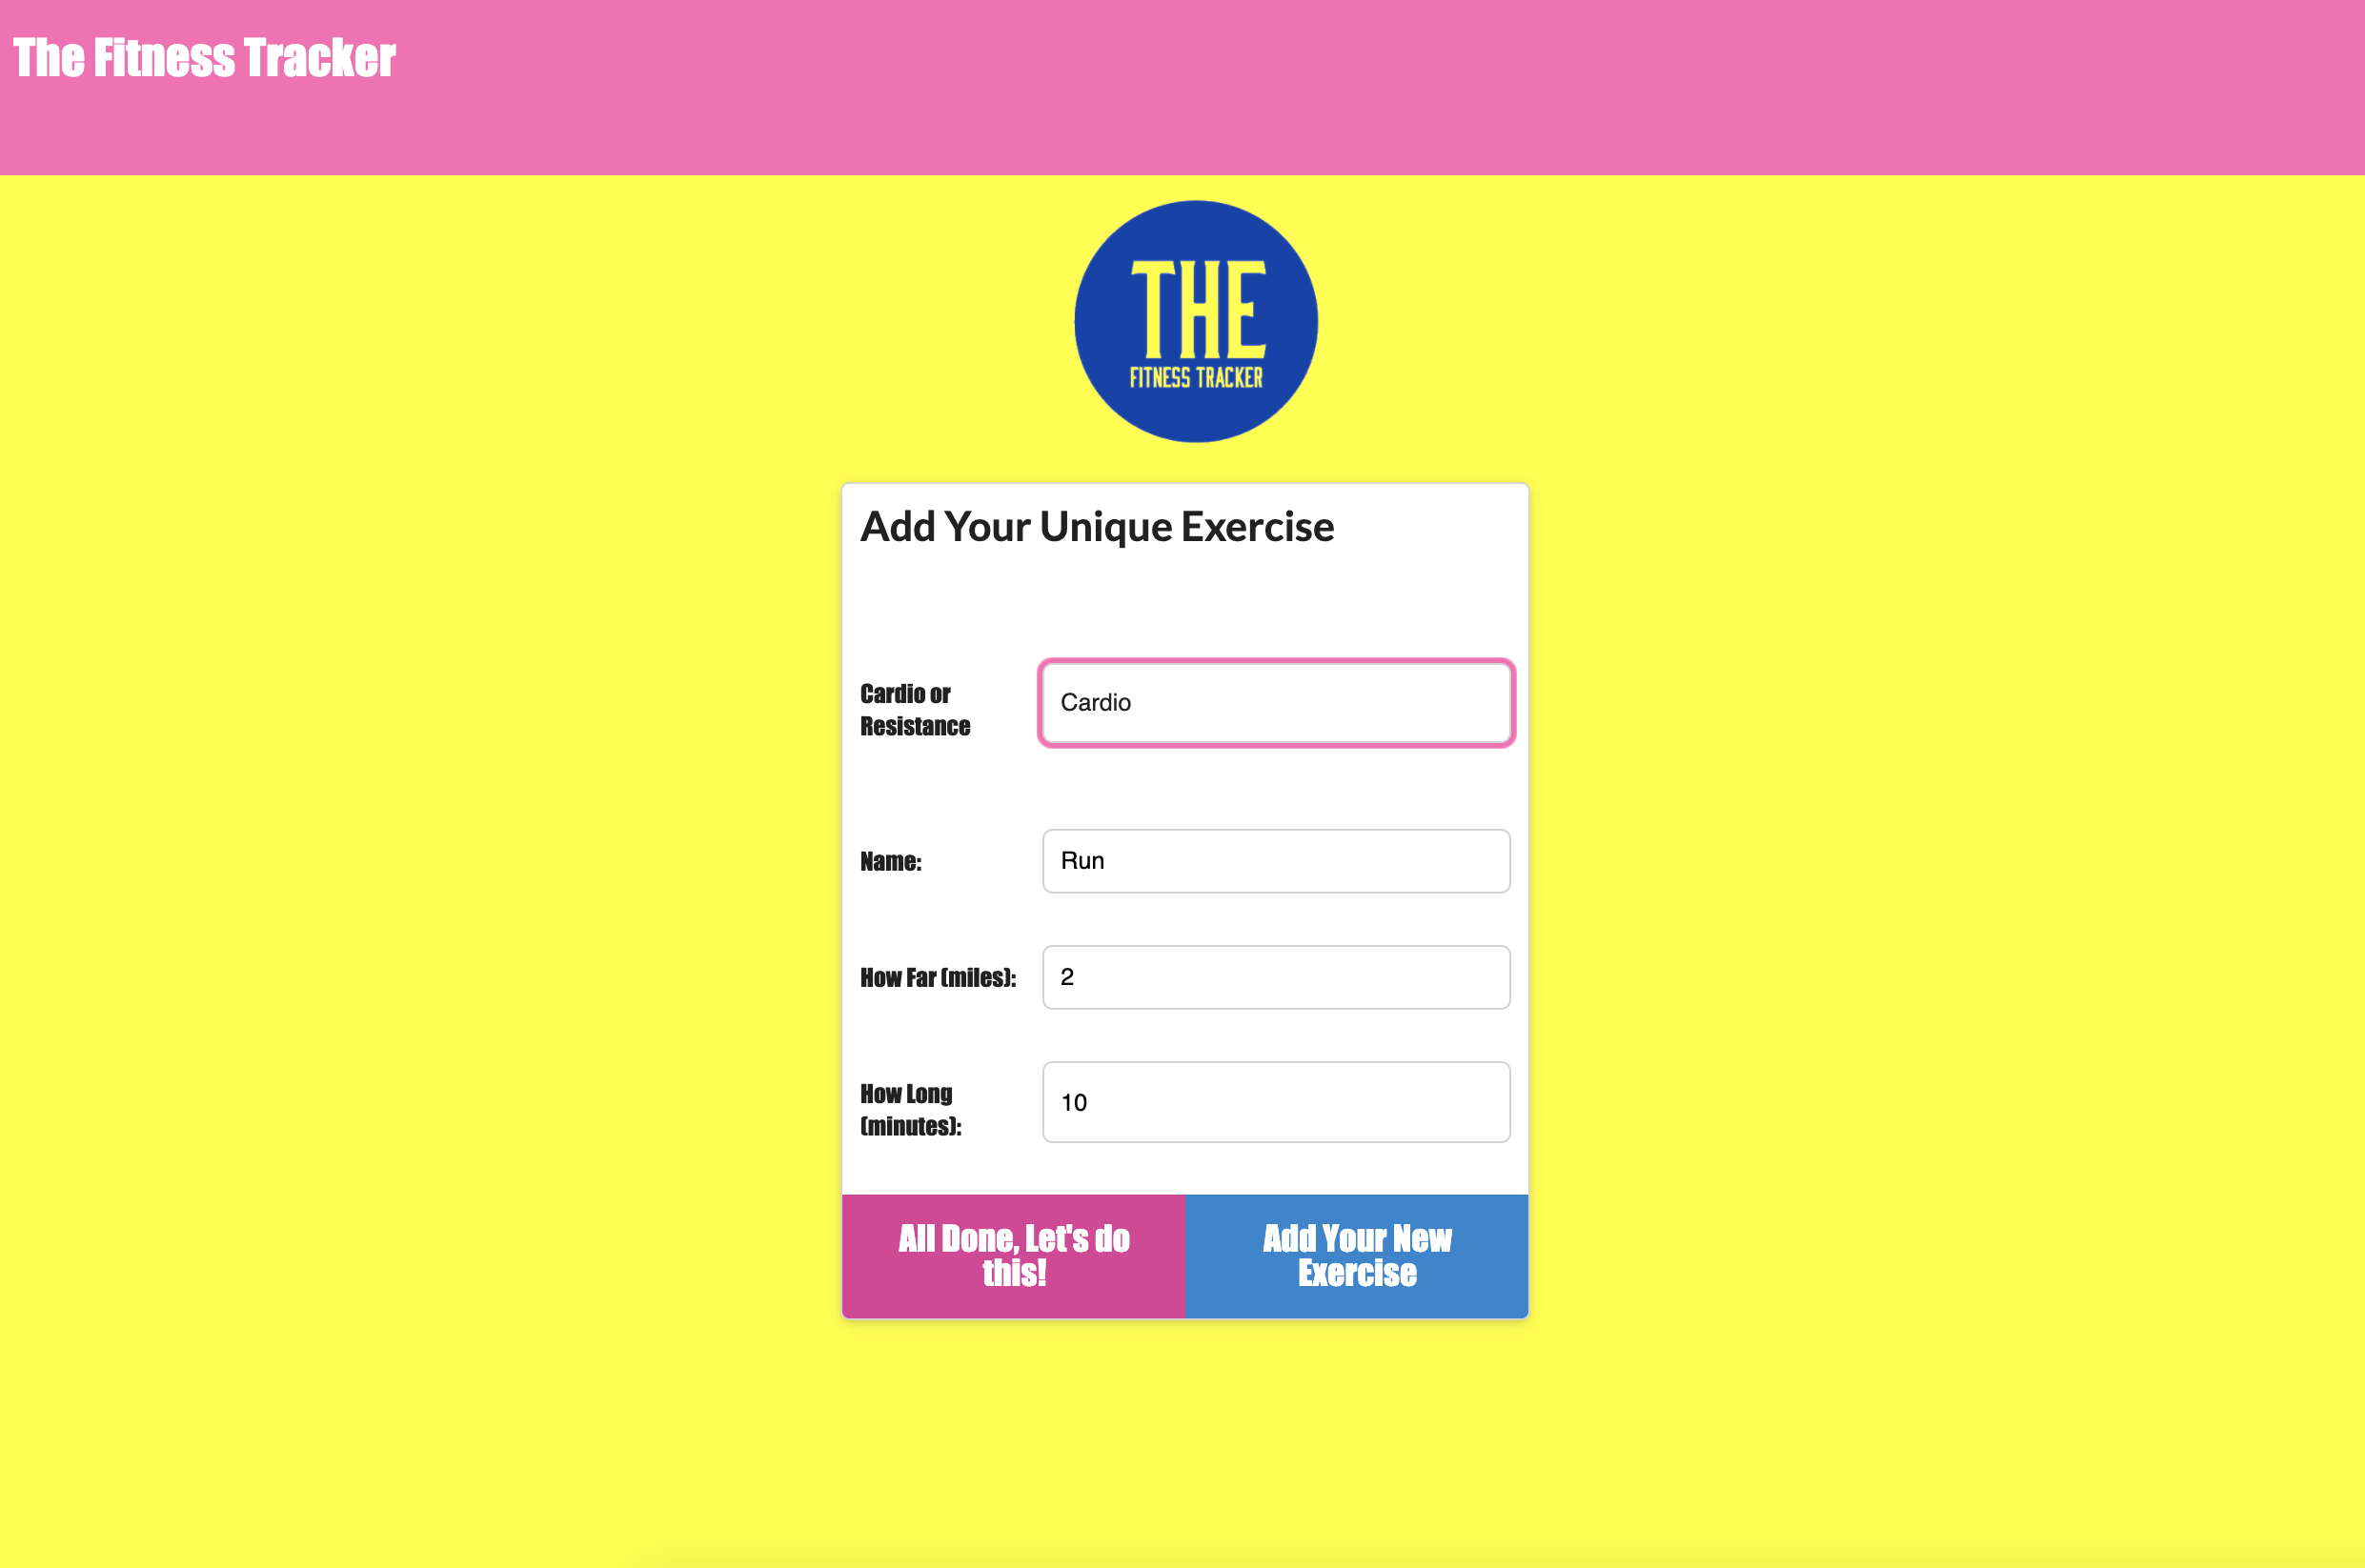 The Fitness Tracker
THE
FITNESS TRACKER
Add Your Unique Exercise
Cardio or
Resistance
Cardio
Name:
Run
How Far (miles):
2
How Long
(minutes):
10
All Done, Let's do
this!
Add Your New
Exercise